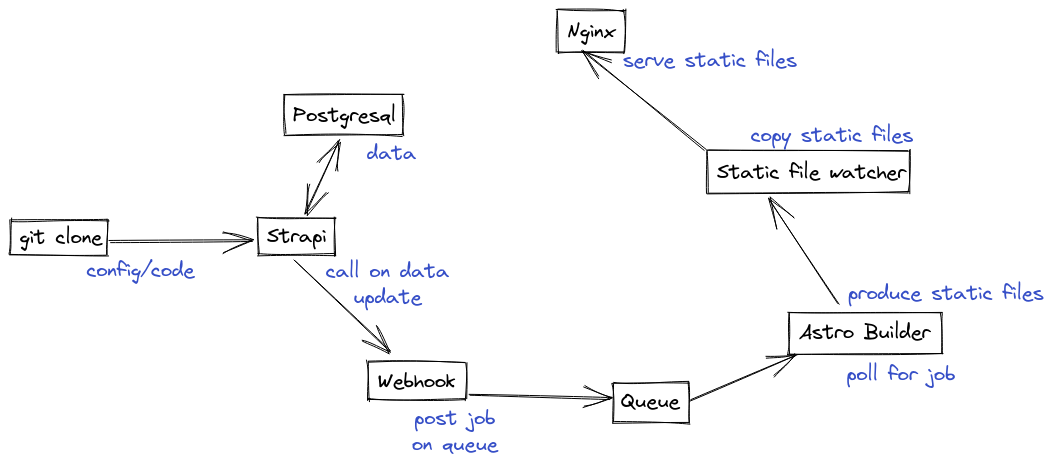 Nginx
serve static files
Postgresql
data
copy static files
Static file watcher
git clone
config/code
Strapi
call on data
update
produce static files
Astro Builder
poll for job
Webhook
post job
on queue
Queue